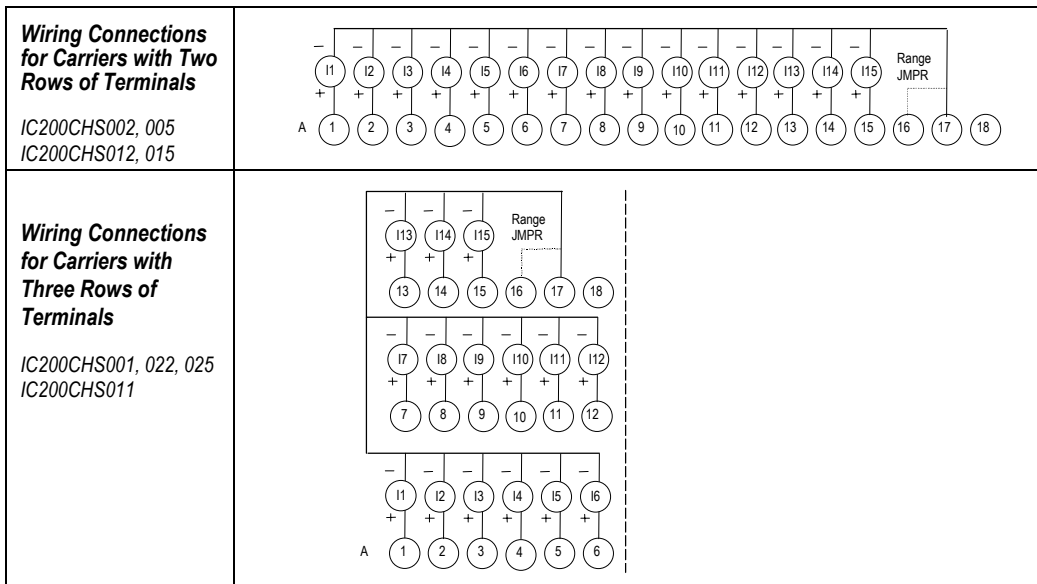 Wiring Connections
for Carriers with Two
Rows of Terminals
IC200CHS002, 005
IC200CHS012, 015
− − − − − − − − − − − − − − −
I1 I2 I3 I4 I5 I6 I7 I8 I9 I10 I11 I12 I13 I14 I15
Range
JMPR
+ + + + + + + + + + + + + + +
A 1 2 3 4 5 6 7 8 9 10 11 12 13 14 15 16 17 18
Wiring Connections
for Carriers with
Three Rows of
Terminals
IC200CHS001, 022, 025
IC200CHS011
− − −
I13 I14 I15
Range
JMPR
+ + +
13 14 15 16 17 18
− − − − − −
I7 I8 I9 I10 I11 I12
+ + + + + +
7 8 9 10 11 12
− − − − − −
I1 I2 I3 I4 I5 I6
+ + + + + +
A 1 2 3 4 5 6